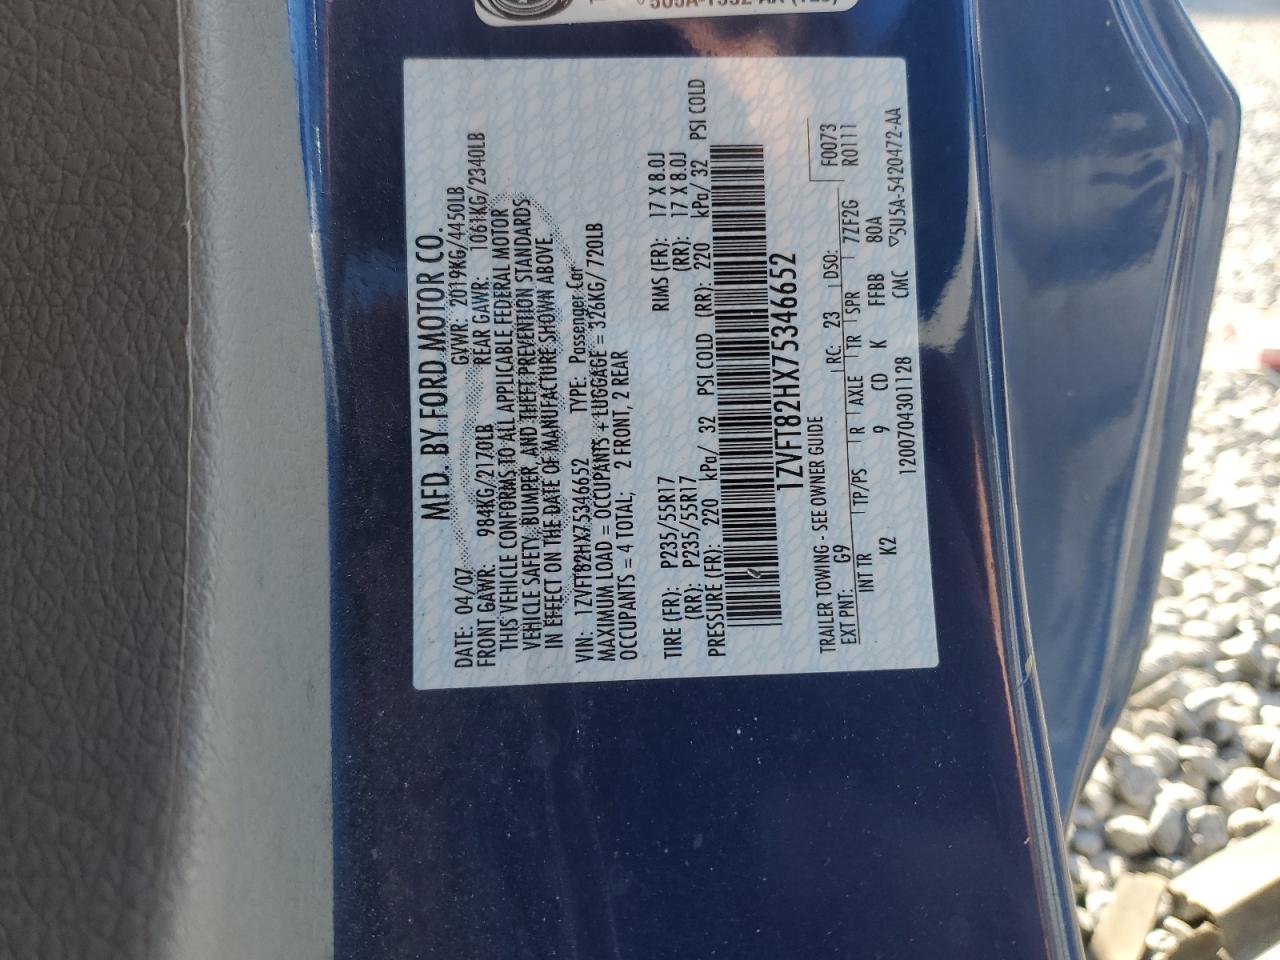 5U5A-1532
MFD. BY FORD MOTOR CO.
DATE: 04/07 GVWR: 2019KG/4450LB
FRONT GAWR: 984KG/2170LB REAR GAWR: 1061KG/2340LB
THIS VEHICLE CONFORMS TO ALL APPLICABLE FEDERAL MOTOR
VEHICLE SAFETY, BUMPER, AND THEFT PREVENTION STANDARDS
IN EFFECT ON THE DATE OF MANUFACTURE SHOWN ABOVE.
VIN: 1ZVFT82HX75346652 TYPE: Passenger Car
MAXIMUM LOAD = OCCUPANTS + LUGGAGE = 326KG/ 720LB
OCCUPANTS = 4 TOTAL; 2 FRONT, 2 REAR
TIRE (FR): P235/55R17 RIMS (FR): 17 X 8.0J
(RR): P235/55R17 (RR): 17 X 8.0J
PRESSURE (FR): 220 kPa/ 32 PSI COLD (RR): 220 kPa/ 32 PSI COLD
1ZVFT82HX75346652
TRAILER TOWING - SEE OWNER GUIDE F0073
EXT PNT: G9 RC: 23 DSO: R0111
INT TR TP/PS R AXLE TR SPR 7ZF2G
K2 9 CD K FFBB 80A
1200704301128 CMC ▽5U5A-5420472-AA